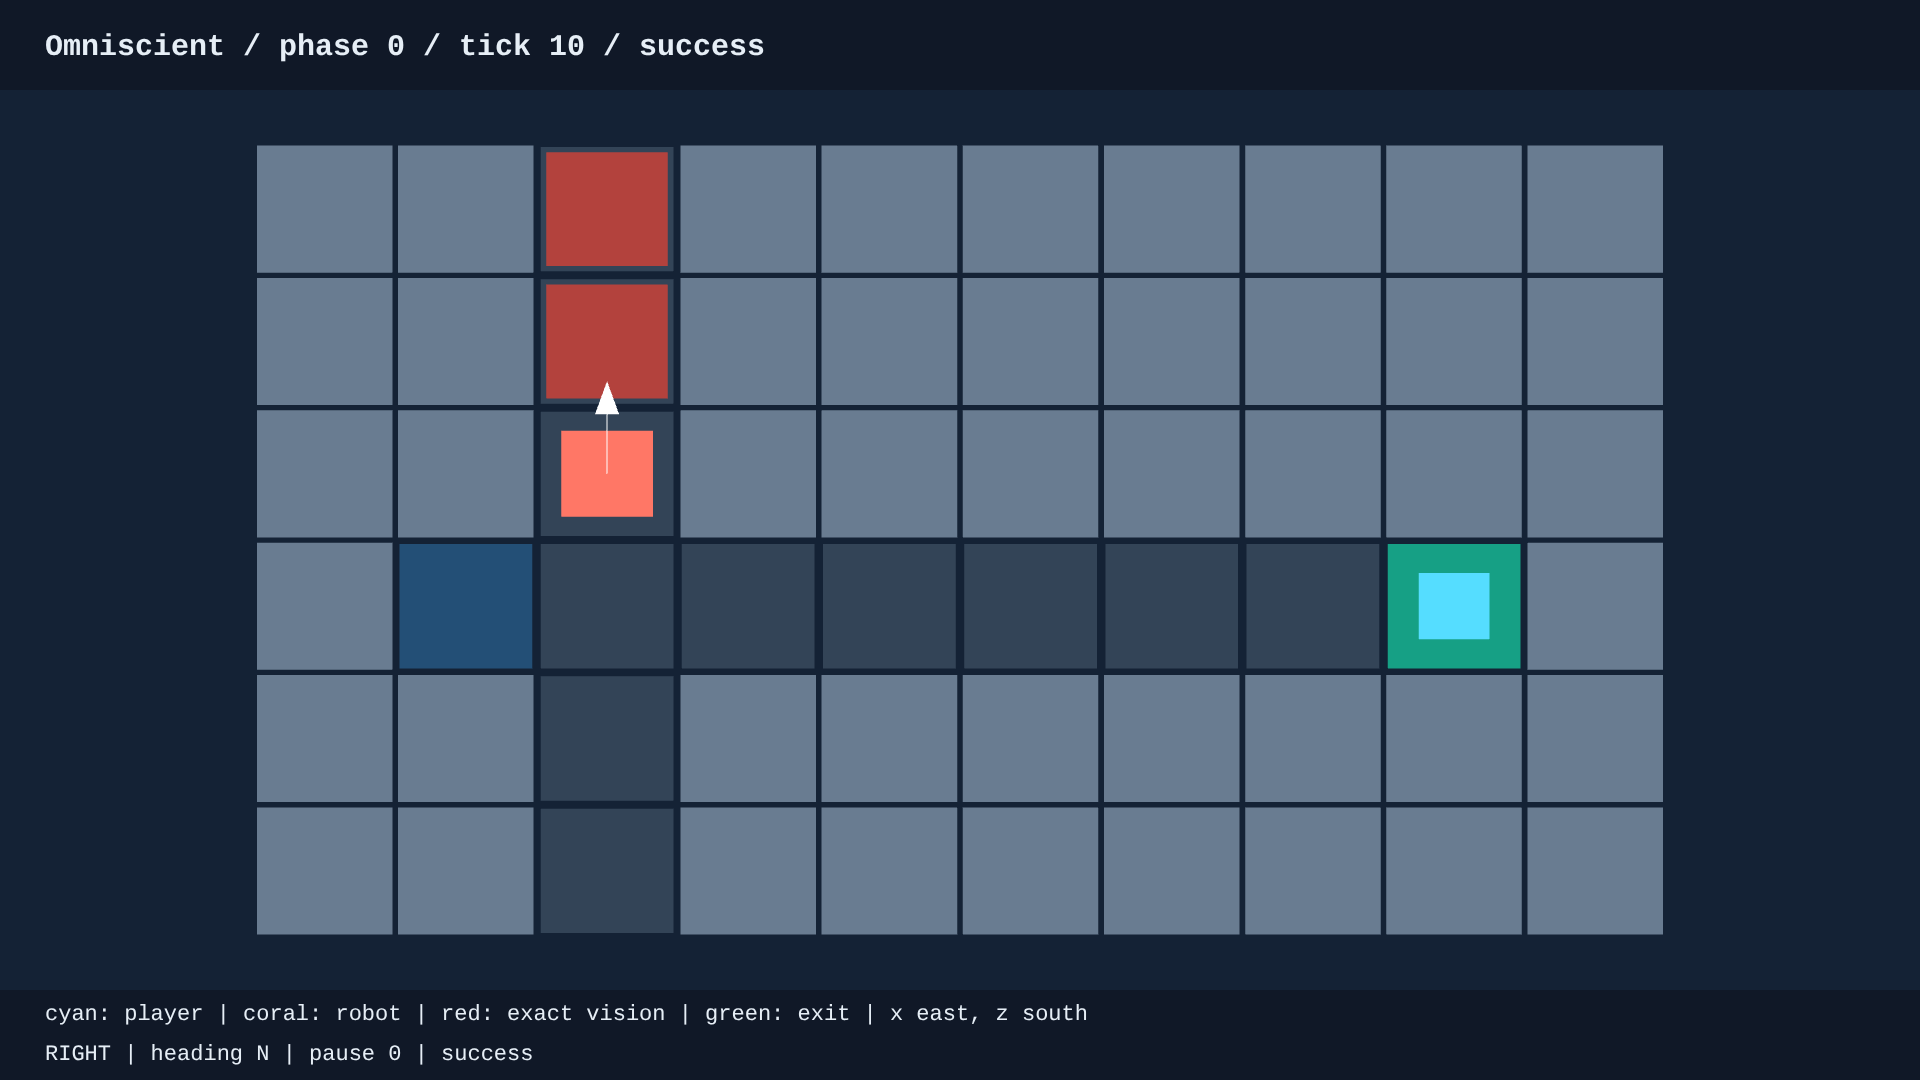 Omniscient / phase 0 / tick 10 / success
cyan: player | coral: robot | red: exact vision | green: exit | x east, z south
RIGHT | heading N | pause 0 | success